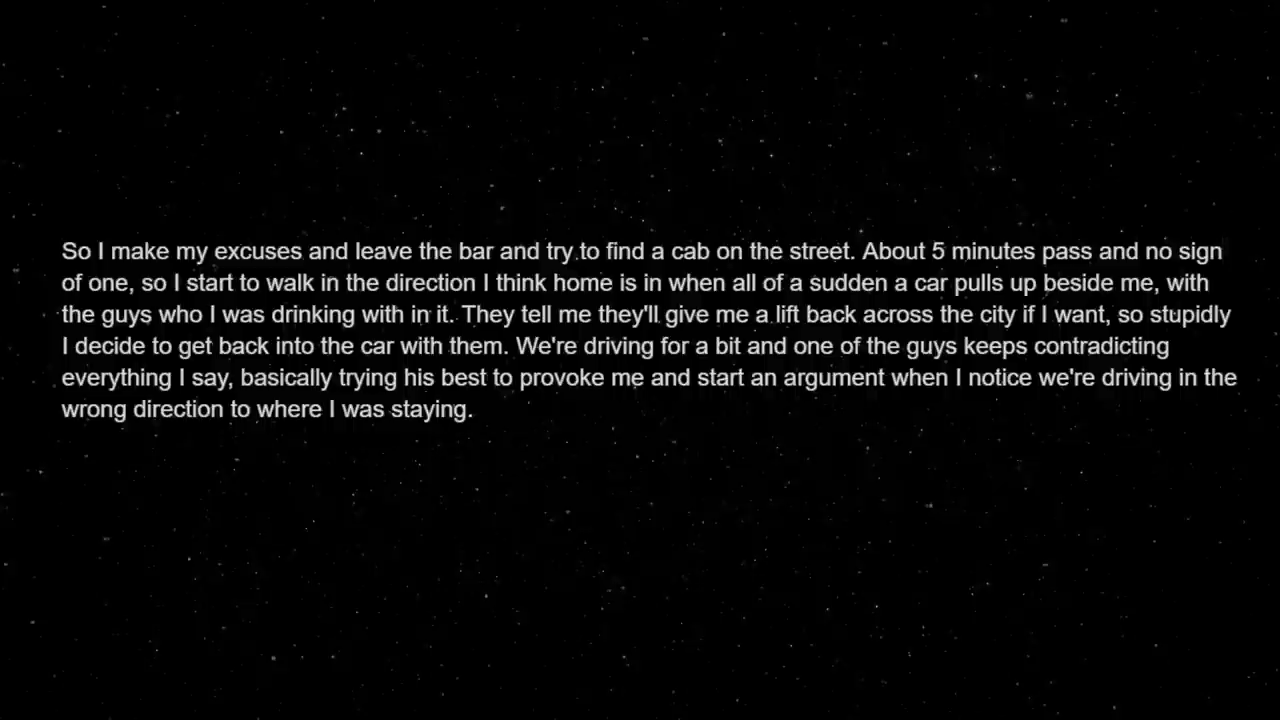 So I make my excuses and leave the bar and try to find a cab on the street. About 5 minutes pass and no sign
of one, so I start to walk in the direction I think home is in when all of a sudden a car pulls up beside me, with
the guys who I was drinking with in it. They tell me they'll give me a lift back across the city if I want, so stupidly
I decide to get back into the car with them. We're driving for a bit and one of the guys keeps contradicting
everything I say, basically trying his best to provoke me and start an argument when I notice we're driving in the
wrong direction to where I was staying.